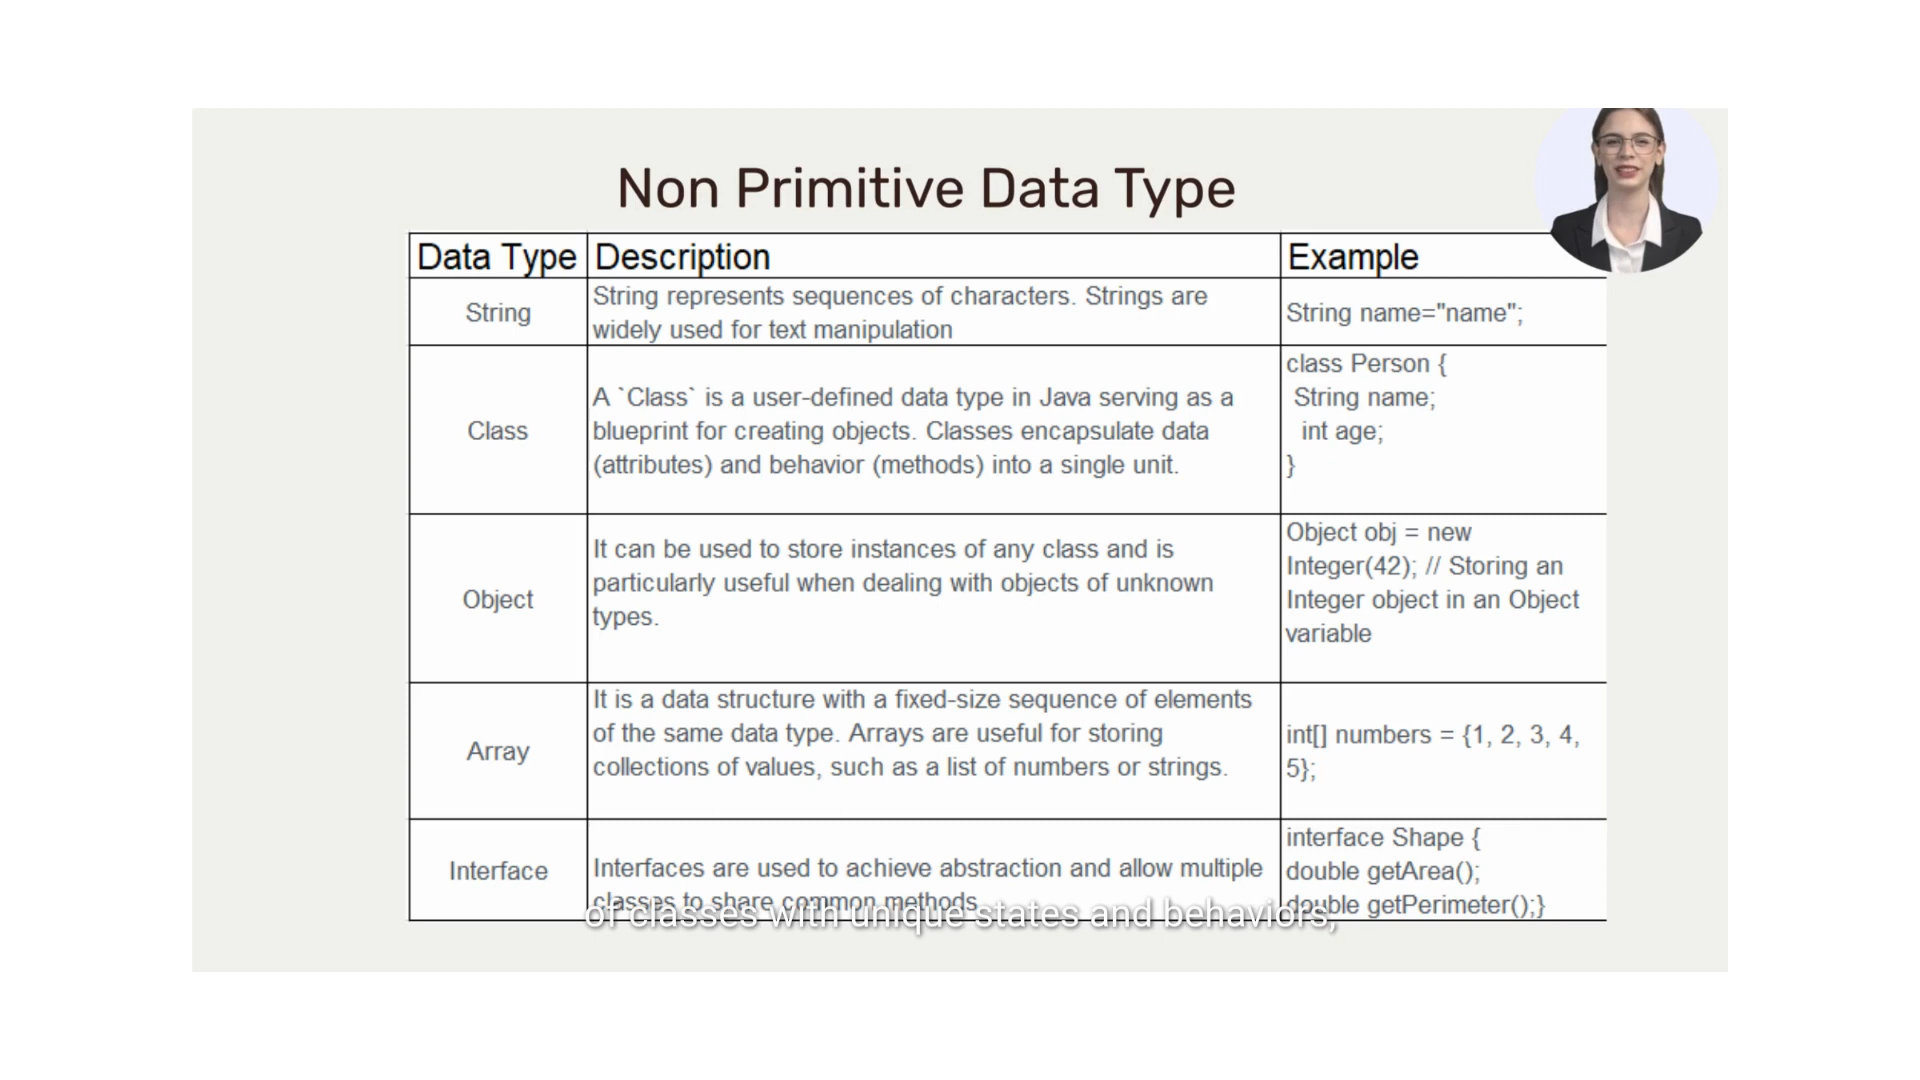 Non Primitive Data Type
Data Type Description Example
String
String represents sequences of characters. Strings are
widely used for text manipulation
String name="name";
Class
A `Class` is a user-defined data type in Java serving as a
blueprint for creating objects. Classes encapsulate data
(attributes) and behavior (methods) into a single unit.
class Person {
String name;
int age;
}
Object
It can be used to store instances of any class and is
particularly useful when dealing with objects of unknown
types.
Object obj = new
Integer(42); // Storing an
Integer object in an Object
variable
Array
It is a data structure with a fixed-size sequence of elements
of the same data type. Arrays are useful for storing
collections of values, such as a list of numbers or strings.
int[] numbers = {1, 2, 3, 4,
5};
Interface
Interfaces are used to achieve abstraction and allow multiple
classes to share common methods
interface Shape {
double getArea();
double getPerimeter();}
of classes with unique states and behaviors,